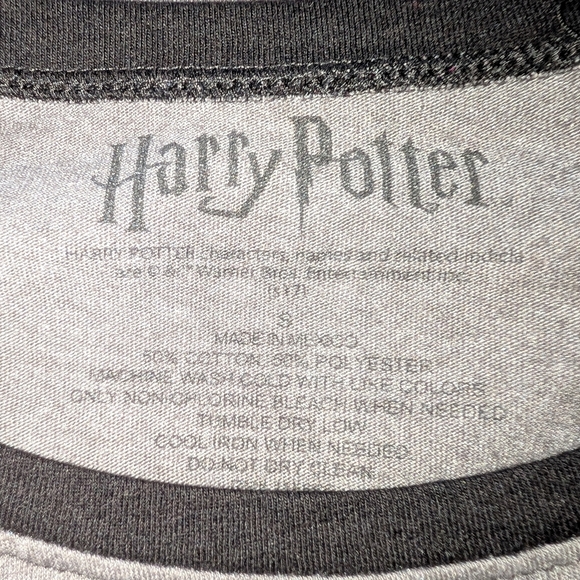 Harry Potter
HARRY POTTER characters, names and related indicia
are © & ™ Warner Bros. Entertainment Inc.
(s17)
S
MADE IN MEXICO
50% COTTON, 50% POLYESTER
MACHINE WASH COLD WITH LIKE COLORS
ONLY NON-CHLORINE BLEACH WHEN NEEDED
TUMBLE DRY LOW
COOL IRON WHEN NEEDED
DO NOT DRY CLEAN